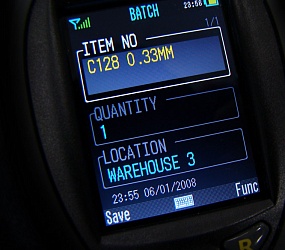 23:56
BATCH
1/1
ITEM NO
C128 0.33MM
QUANTITY
1
LOCATION
WAREHOUSE 3
23:55 06/01/2008
Save Func